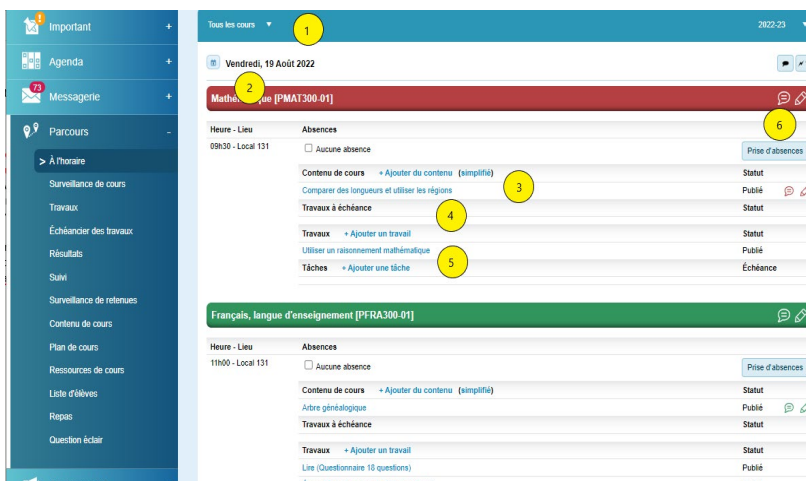 Important +
Agenda +
73
Messagerie +
Parcours -
> À l'horaire
Surveillance de cours
Travaux
Échéancier des travaux
Résultats
Suivi
Surveillance de retenues
Contenu de cours
Plan de cours
Ressources de cours
Liste d'élèves
Repas
Question éclair
Tous les cours ▼ 1 2022-23
Vendredi, 19 Août 2022
2
[PMAT300-01]
6
Heure - Lieu Absences
09h30 - Local 131 Aucune absence Prise d'absences
Contenu de cours + Ajouter du contenu (simplifié) Statut
Comparer des longueurs et utiliser les régions 3 Publié
Travaux à échéance 4 Statut
Travaux + Ajouter un travail Statut
Utiliser un raisonnement mathématique Publié
5
Tâches + Ajouter une tâche Échéance
Français, langue d'enseignement [PFRA300-01]
Heure - Lieu Absences
11h00 - Local 131 Aucune absence Prise d'absences
Contenu de cours + Ajouter du contenu (simplifié) Statut
Arbre généalogique Publié
Travaux à échéance Statut
Travaux + Ajouter un travail Statut
Lire (Questionnaire 18 questions) Publié